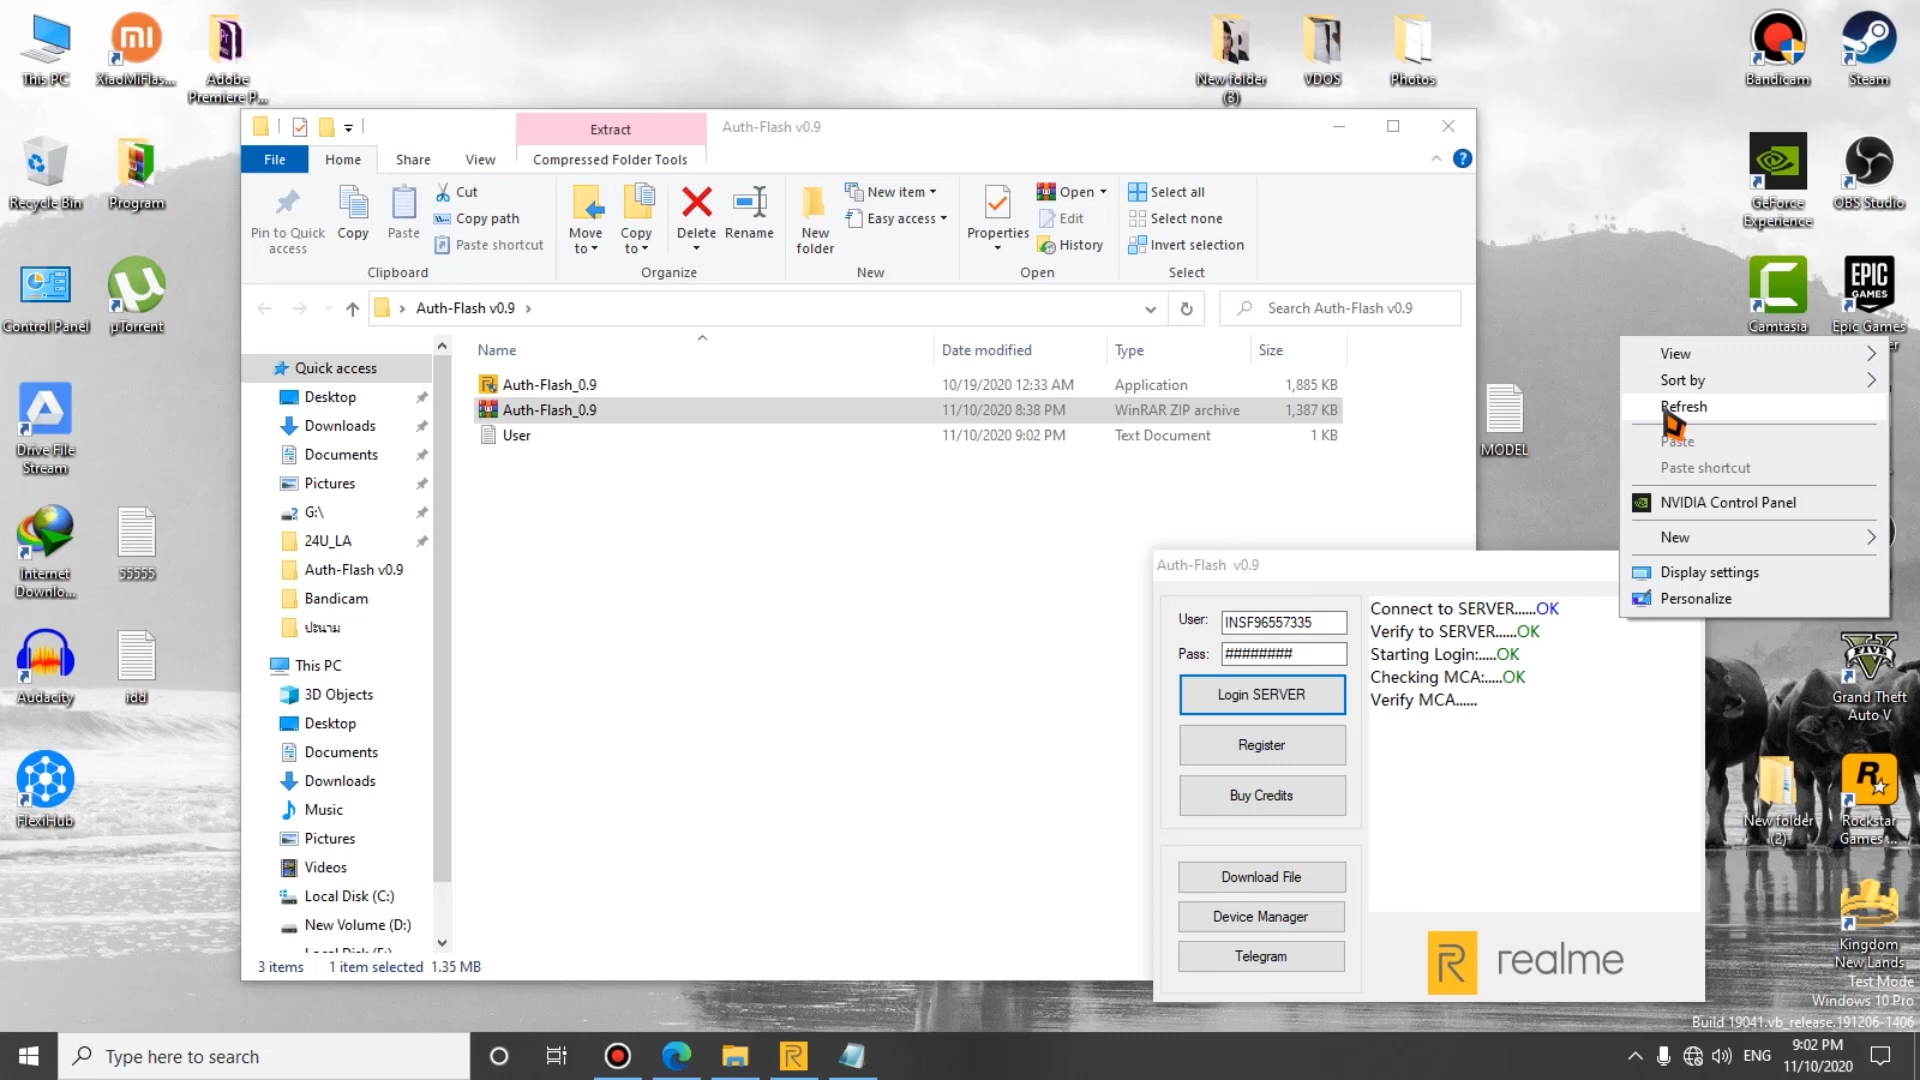 This PC
XiaoMiFlas...
Adobe
Premiere P...
New folder
(3)
VDOS
Photos
Bandicam
Steam
Recycle Bin
Program
Control Panel
µTorrent
Drive File
Stream
Internet
Downlo...
55555
Audacity
idd
FlexiHub
GeForce
Experience
OBS Studio
Camtasia
EPIC
GAMES
Epic Games
MODEL
Grand Theft
Auto V
New folder
(2)
Rockstar
Games ...
Kingdom
New Lands
Extract
Auth-Flash v0.9
File
Home
Share
View
Compressed Folder Tools
Pin to Quick
access
Copy
Paste
Cut
Copy path
Paste shortcut
Clipboard
Move
to
Copy
to
Delete
Rename
Organize
New
folder
New item
Easy access
New
Properties
Open
Edit
History
Open
Select all
Select none
Invert selection
Select
Auth-Flash v0.9
Search Auth-Flash v0.9
Name
Date modified
Type
Size
Auth-Flash_0.9
10/19/2020 12:33 AM
Application
1,885 KB
Auth-Flash_0.9
11/10/2020 8:38 PM
WinRAR ZIP archive
1,387 KB
User
11/10/2020 9:02 PM
Text Document
1 KB
Quick access
Desktop
Downloads
Documents
Pictures
G:\
24U_LA
Auth-Flash v0.9
Bandicam
ปะนาม
This PC
3D Objects
Desktop
Documents
Downloads
Music
Pictures
Videos
Local Disk (C:)
New Volume (D:)
3 items
1 item selected 1.35 MB
View
Sort by
Refresh
Paste
Paste shortcut
NVIDIA Control Panel
New
Display settings
Personalize
Auth-Flash v0.9
User:
INSF96557335
Pass:
########
Login SERVER
Register
Buy Credits
Download File
Device Manager
Telegram
Connect to SERVER......OK
Verify to SERVER......OK
Starting Login:.....OK
Checking MCA:.....OK
Verify MCA......
realme
Test Mode
Windows 10 Pro
Build 19041.vb_release.191206-1406
Type here to search
ENG
9:02 PM
11/10/2020